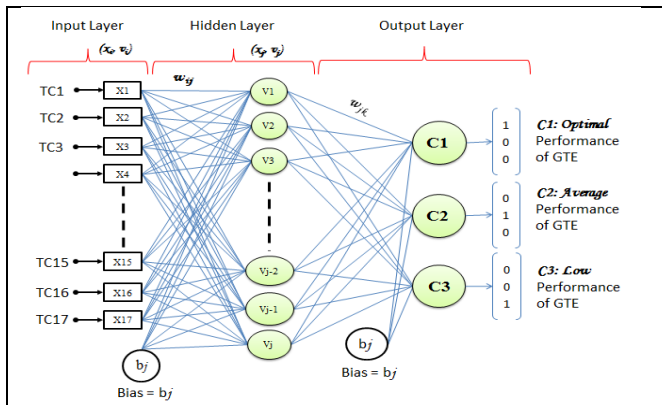 Input Layer
Hidden Layer
Output Layer
(xᵢ, vᵢ)
(xⱼ, vⱼ)
wij
wjk
TC1
X1
TC2
X2
TC3
X3
X4
TC15
X15
TC16
X16
TC17
X17
V1
V2
V3
Vj-2
Vj-1
Vj
bj
Bias = bj
bj
Bias = bj
C1
C2
C3
1
0
0
C1: Optimal
Performance
of GTE
0
1
0
C2: Average
Performance
of GTE
0
0
1
C3: Low
Performance
of GTE